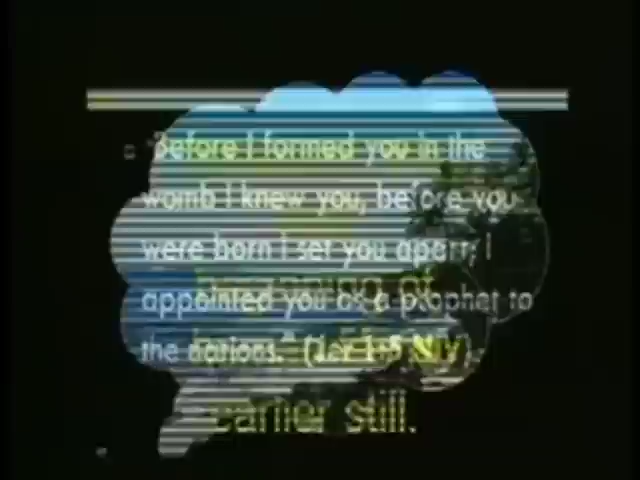 "Before I formed you in the
womb I knew you, before you
were born I set you apart; I
appointed you as a prophet to
the nations." (Jer 1:5 NIV)
earlier still.